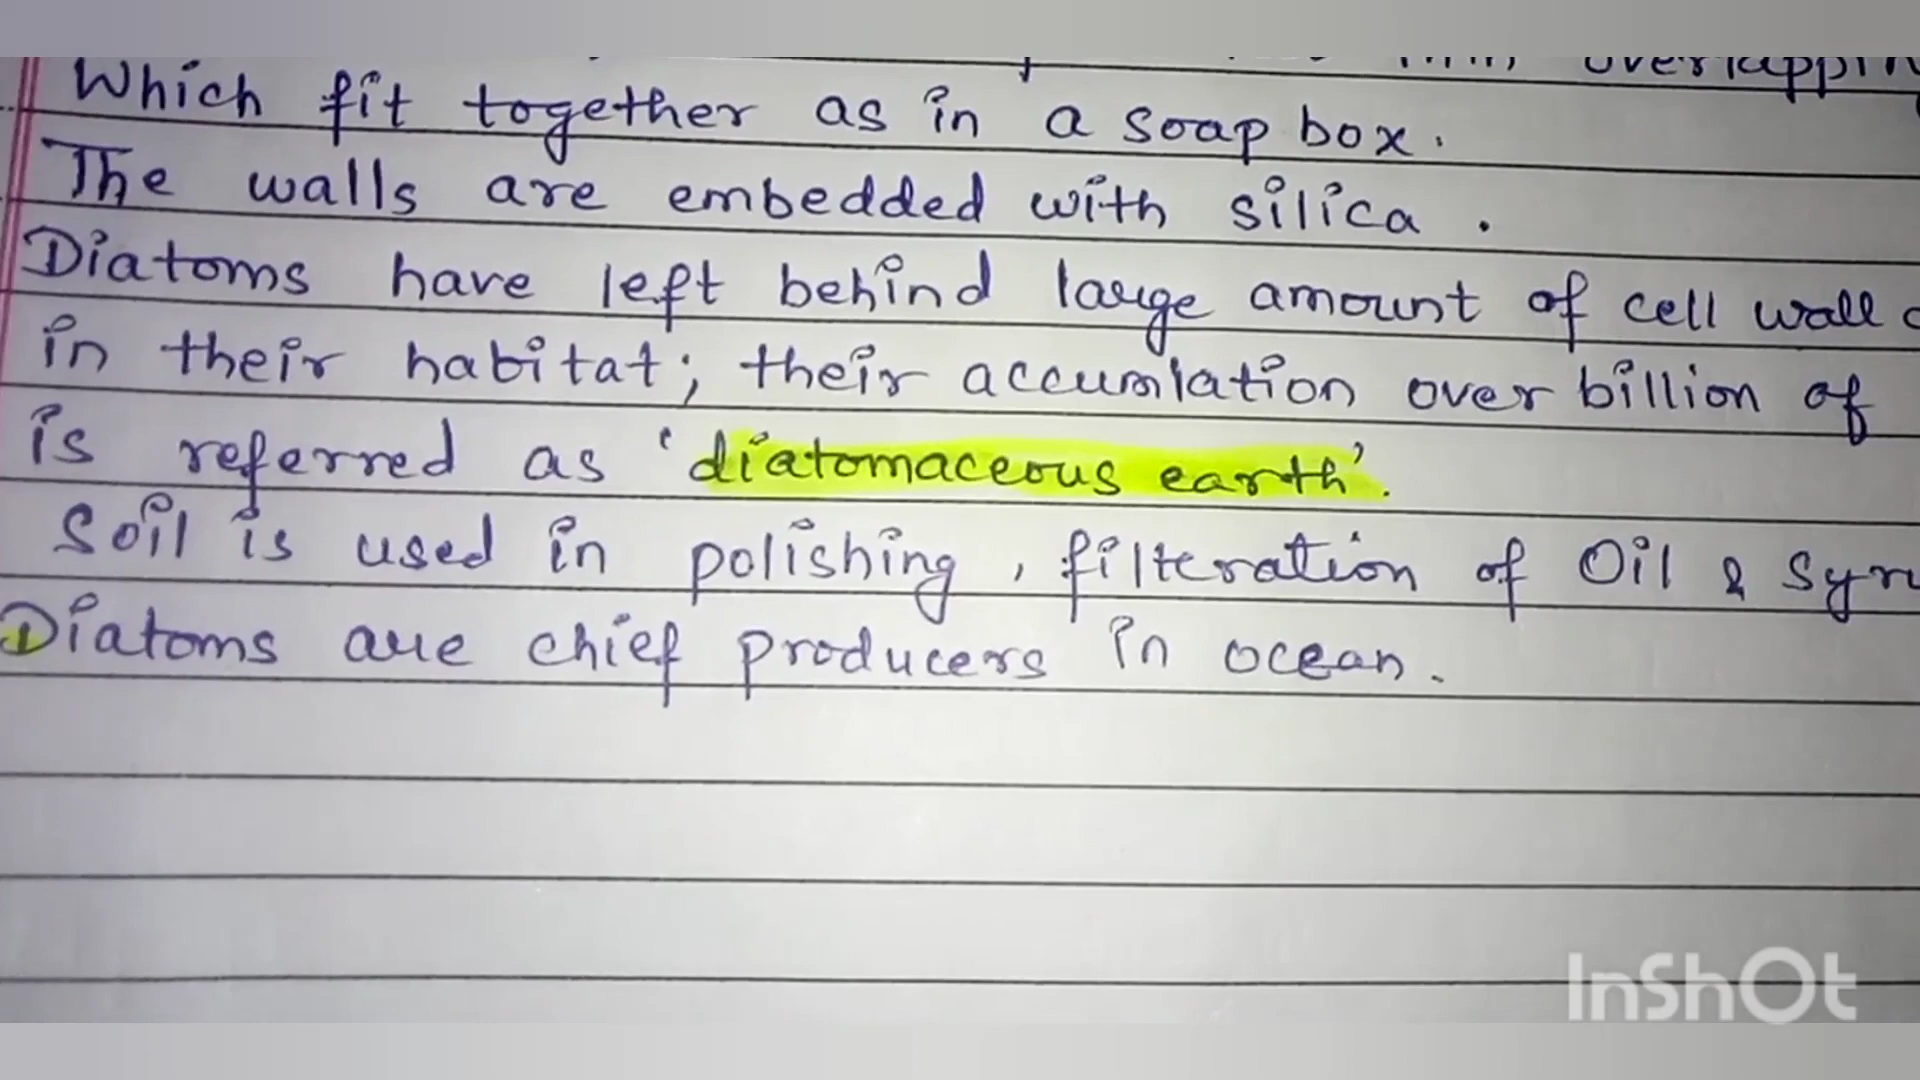 overlapping
Which fit together as in a soap box.
The walls are embedded with silica.
Diatoms have left behind large amount of cell wall
in their habitat; their accumlation over billion of
is referred as 'diatomaceous earth'.
Soil is used in polishing, filteration of Oil &
Diatoms are chief producers in ocean.
InShOt